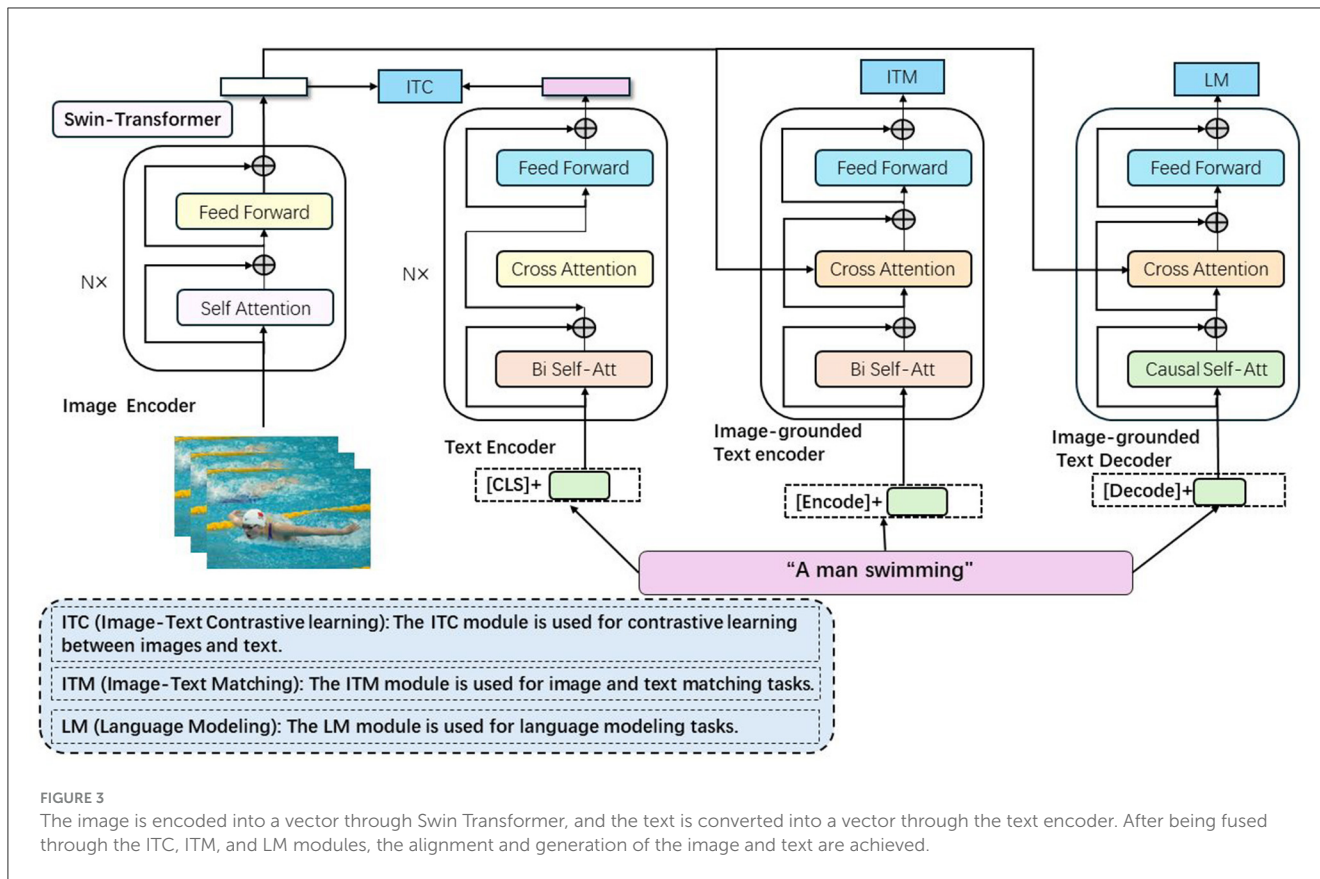 ITC
ITM
LM
Swin-Transformer
Feed Forward
Self Attention
N×
Image Encoder
Feed Forward
Cross Attention
Bi Self-Att
N×
Text Encoder
[CLS]+
Feed Forward
Cross Attention
Bi Self-Att
Image-grounded
Text encoder
[Encode]+
Feed Forward
Cross Attention
Causal Self-Att
Image-grounded
Text Decoder
[Decode]+
“A man swimming"
ITC (Image-Text Contrastive learning): The ITC module is used for contrastive learning
between images and text.
ITM (Image-Text Matching): The ITM module is used for image and text matching tasks.
LM (Language Modeling): The LM module is used for language modeling tasks.
FIGURE 3
The image is encoded into a vector through Swin Transformer, and the text is converted into a vector through the text encoder. After being fused
through the ITC, ITM, and LM modules, the alignment and generation of the image and text are achieved.